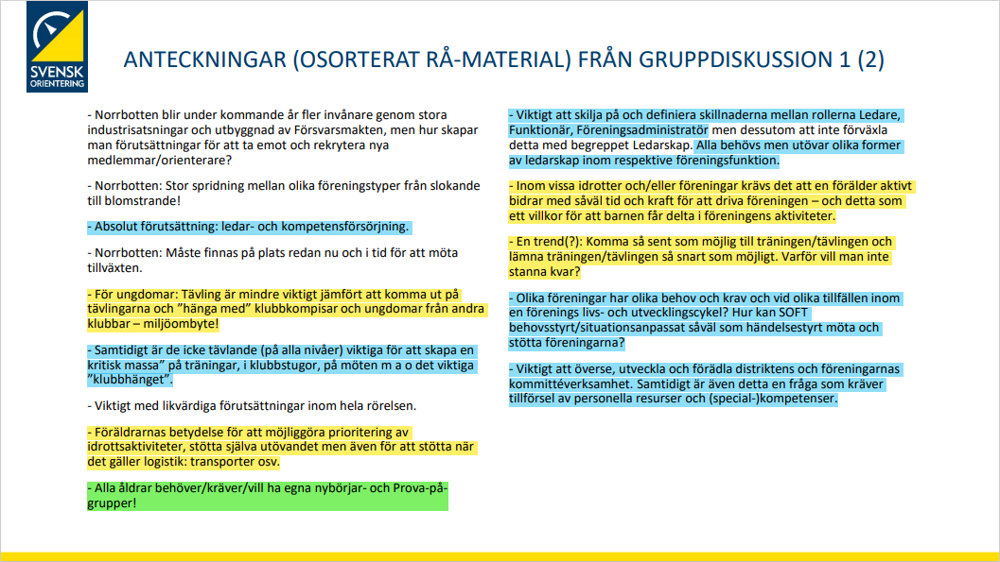 SVENSK
ORIENTERING
ANTECKNINGAR (OSORTERAT RÅ-MATERIAL) FRÅN GRUPPDISKUSSION 1 (2)
- Norrbotten blir under kommande år fler invånare genom stora
industrisatsningar och utbyggnad av Försvarsmakten, men hur skapar
man förutsättningar för att ta emot och rekrytera nya
medlemmar/orienterare?
- Norrbotten: Stor spridning mellan olika föreningstyper från slokande
till blomstrande!
- Absolut förutsättning: ledar- och kompetensförsörjning.
- Norrbotten: Måste finnas på plats redan nu och i tid för att möta
tillväxten.
- För ungdomar: Tävling är mindre viktigt jämfört att komma ut på
tävlingarna och ”hänga med” klubbkompisar och ungdomar från andra
klubbar – miljöombyte!
- Samtidigt är de icke tävlande (på alla nivåer) viktiga för att skapa en
kritisk massa” på träningar, i klubbstugor, på möten m a o det viktiga
”klubbhänget”.
- Viktigt med likvärdiga förutsättningar inom hela rörelsen.
- Föräldrarnas betydelse för att möjliggöra prioritering av
idrottsaktiviteter, stötta själva utövandet men även för att stötta när
det gäller logistik: transporter osv.
- Alla åldrar behöver/kräver/vill ha egna nybörjar- och Prova-på-
grupper!
- Viktigt att skilja på och definiera skillnaderna mellan rollerna Ledare,
Funktionär, Föreningsadministratör men dessutom att inte förväxla
detta med begreppet Ledarskap. Alla behövs men utövar olika former
av ledarskap inom respektive föreningsfunktion.
- Inom vissa idrotter och/eller föreningar krävs det att en förälder aktivt
bidrar med såväl tid och kraft för att driva föreningen – och detta som
ett villkor för att barnen får delta i föreningens aktiviteter.
- En trend(?): Komma så sent som möjlig till träningen/tävlingen och
lämna träningen/tävlingen så snart som möjligt. Varför vill man inte
stanna kvar?
- Olika föreningar har olika behov och krav och vid olika tillfällen inom
en förenings livs- och utvecklingscykel? Hur kan SOFT
behovsstyrt/situationsanpassat såväl som händelsestyrt möta och
stötta föreningarna?
- Viktigt att överse, utveckla och förädla distriktens och föreningarnas
kommittéverksamhet. Samtidigt är även detta en fråga som kräver
tillförsel av personella resurser och (special-)kompetenser.